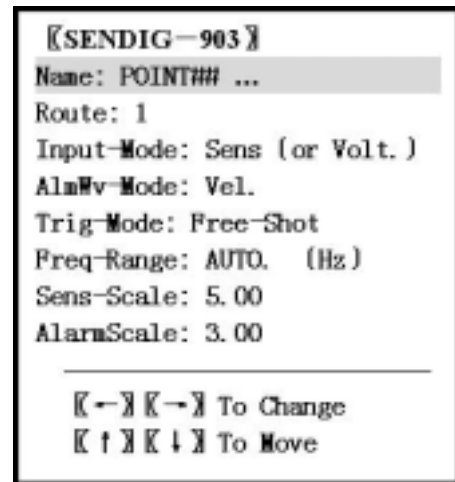 〖SENDIG－903〗
Name: POINT## ...
Route: 1
Input-Mode: Sens (or Volt.)
AlmWv-Mode: Vel.
Trig-Mode: Free-Shot
Freq-Range: AUTO. (Hz)
Sens-Scale: 5.00
AlarmScale: 3.00
〖←〗〖→〗 To Change
〖↑〗〖↓〗 To Move